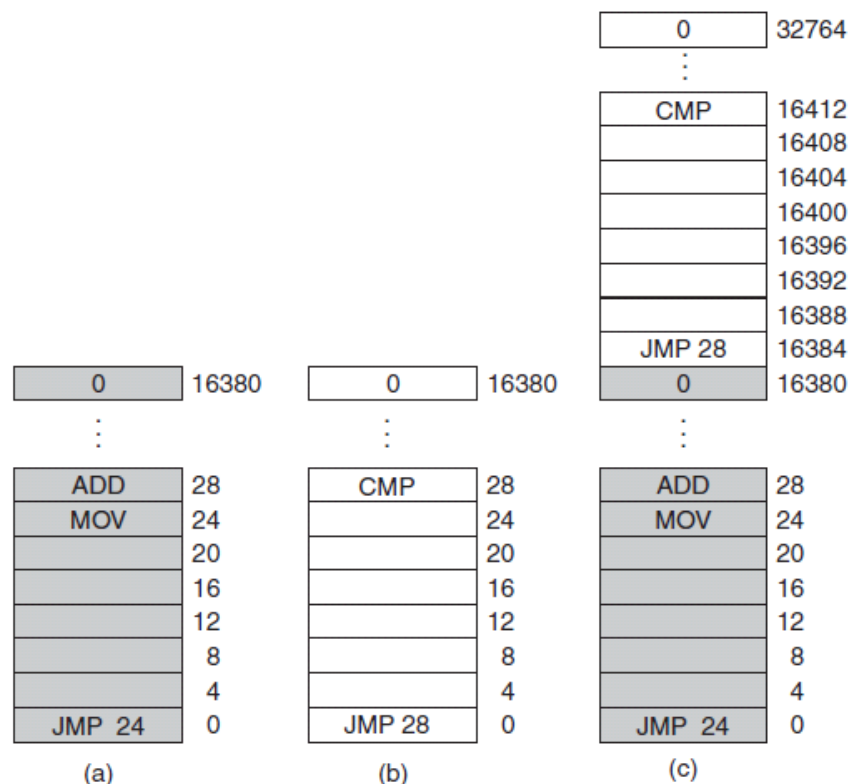 0 32764
⋮
CMP 16412
16408
16404
16400
16396
16392
16388
JMP 28 16384
0 16380 0 16380 0 16380
⋮ ⋮ ⋮
ADD 28 CMP 28 ADD 28
MOV 24 24 MOV 24
20 20 20
16 16 16
12 12 12
8 8 8
4 4 4
JMP 24 0 JMP 28 0 JMP 24 0
(a) (b) (c)